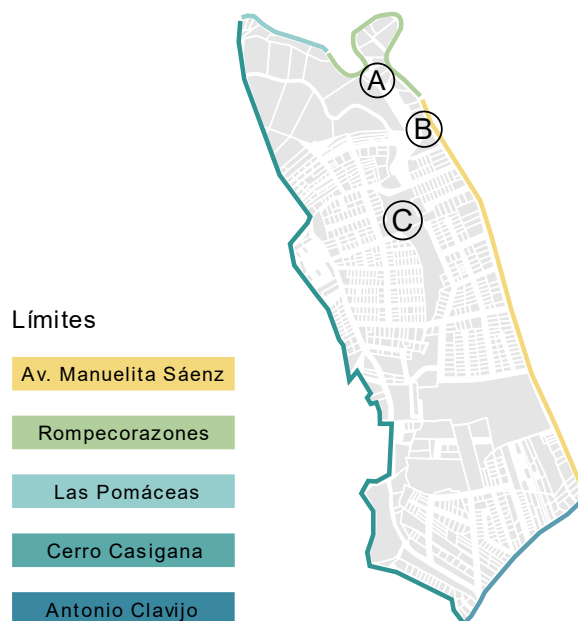 A
B
C
Límites
Av. Manuelita Sáenz
Rompecorazones
Las Pomáceas
Cerro Casigana
Antonio Clavijo